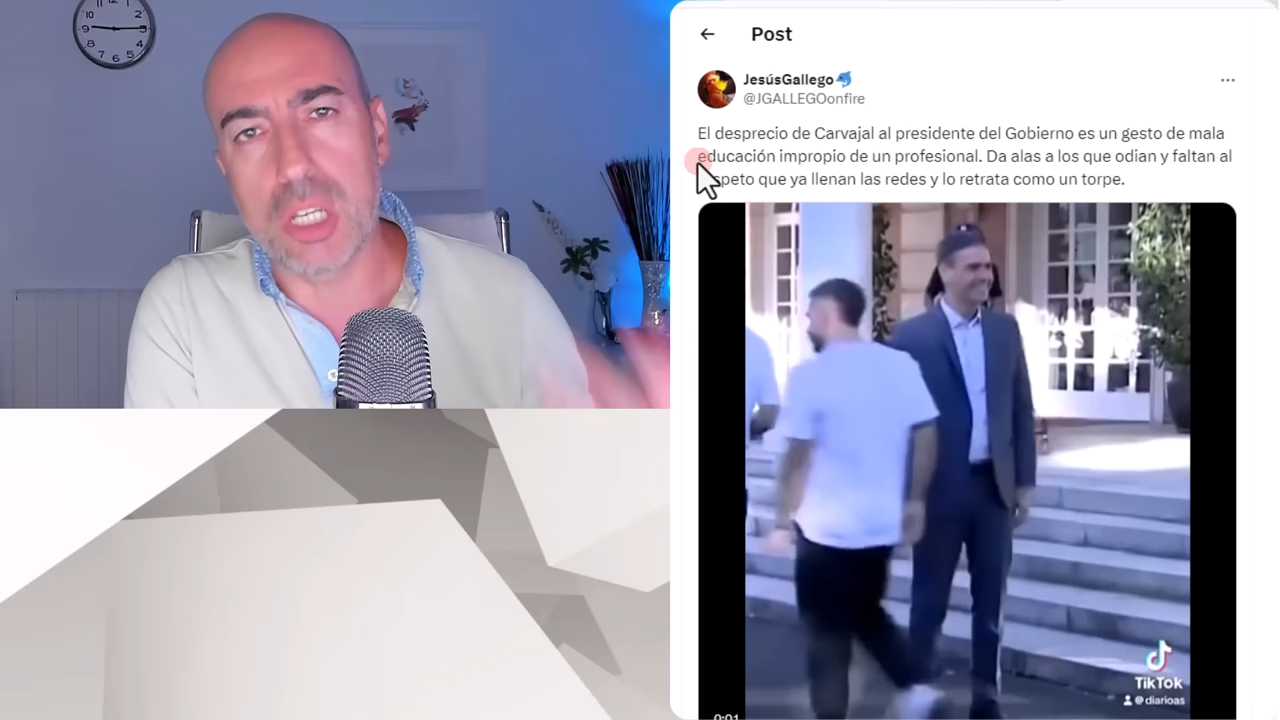 Post
JesúsGallego
@JGALLEGOonfire
El desprecio de Carvajal al presidente del Gobierno es un gesto de mala
educación impropio de un profesional. Da alas a los que odian y faltan al
que ya llenan las redes y lo retrata como un torpe.
TikTok
@diarioas
0:01